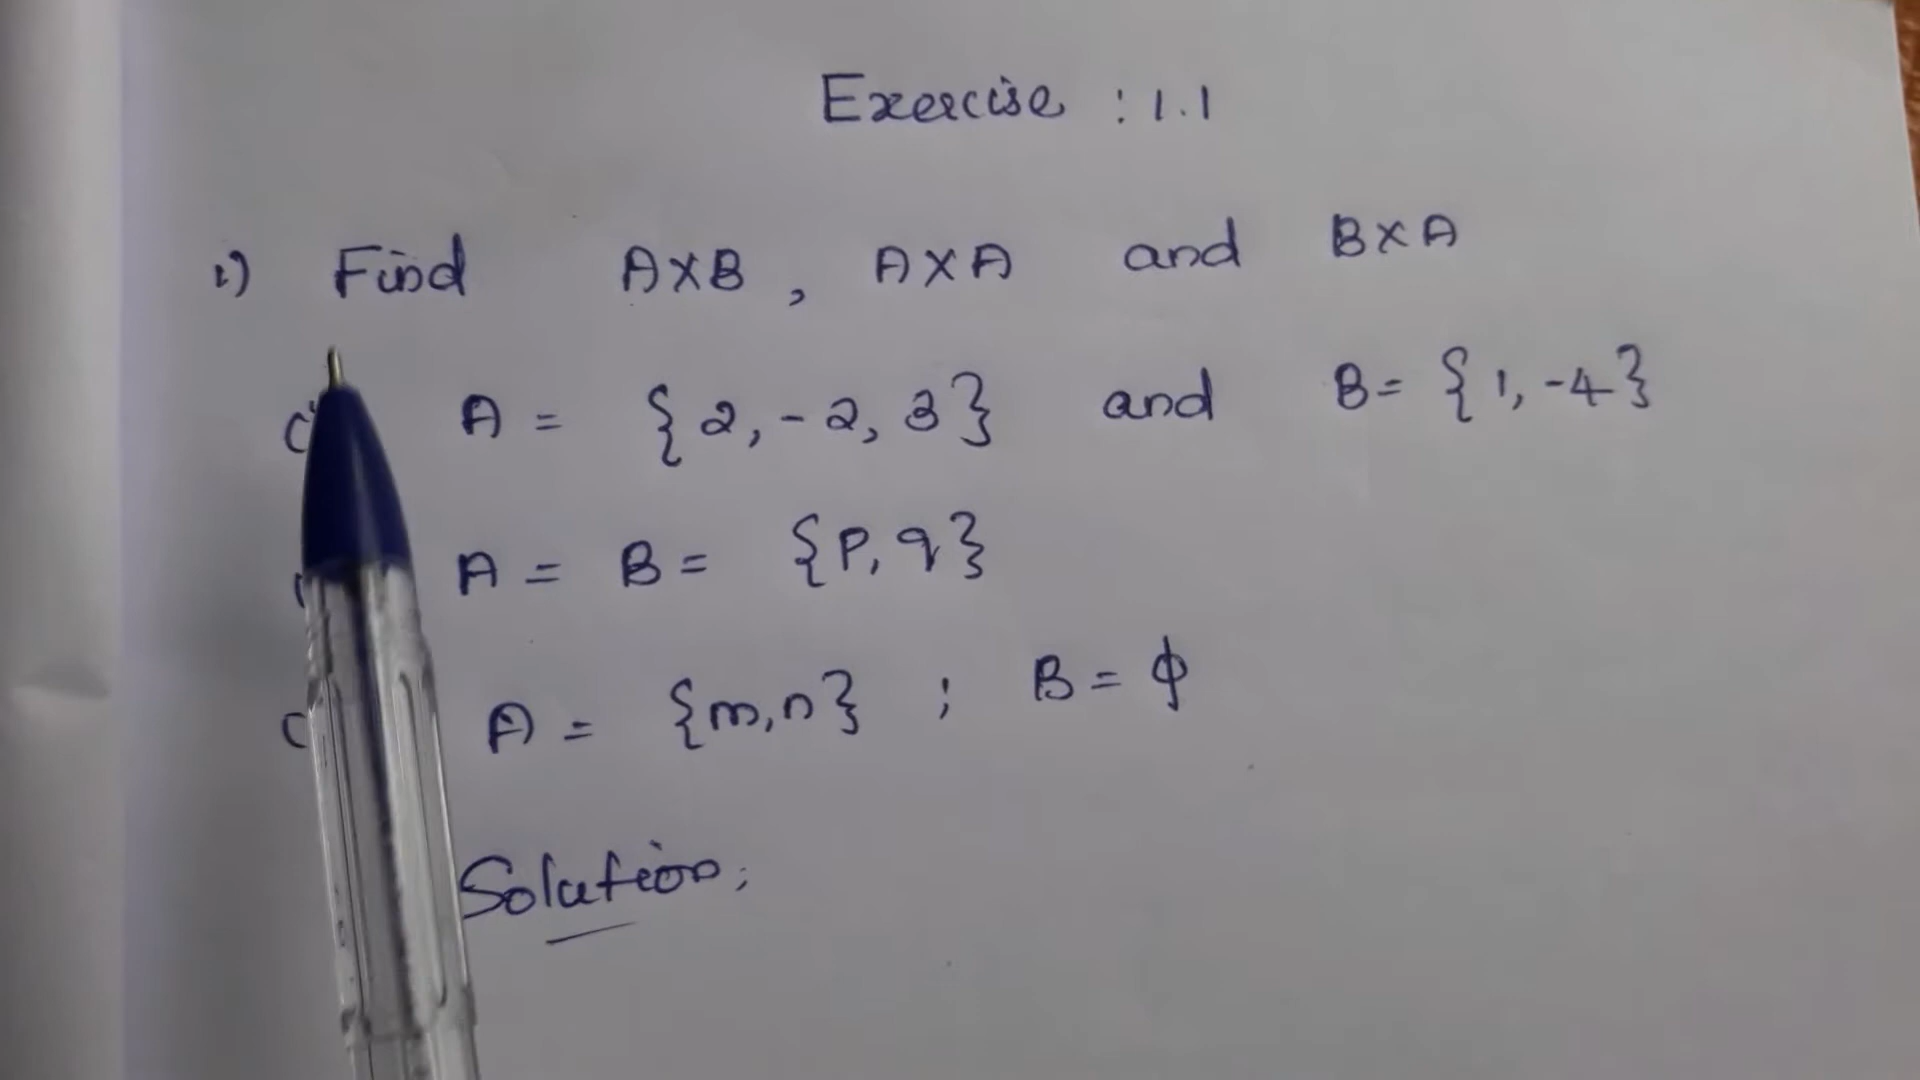 Exercise : 1.1
1) Find A×B , A×A and B×A
A = {2, -2, 3} and B = {1, -4}
A = B = {P, q}
A = {m,n} ; B = ϕ
Solution: